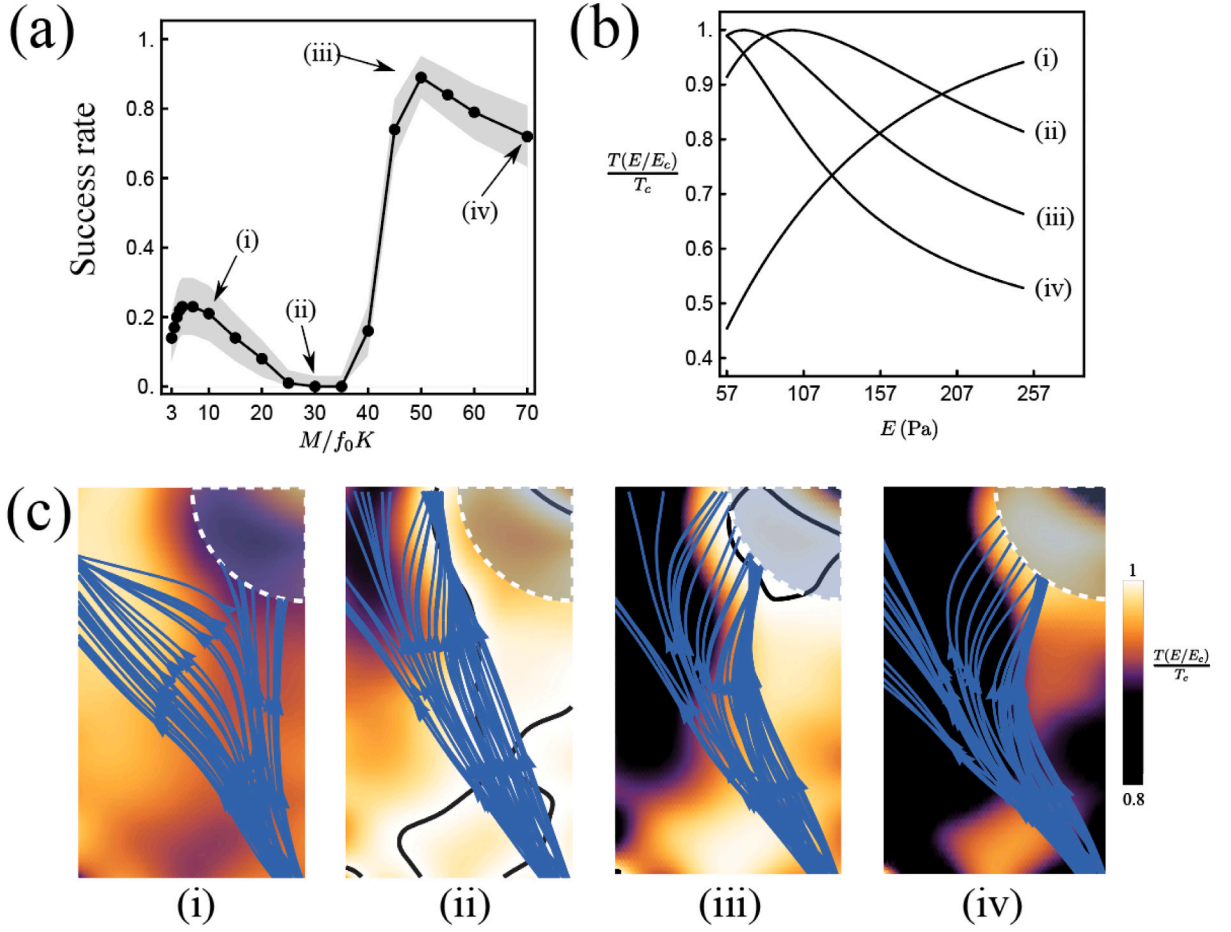 (a)
Success rate
1.
0.8
0.6
0.4
0.2
0.
3 10 20 30 40 50 60 70
M/f₀K
(i)
(ii)
(iii)
(iv)
(b)
T(E/E_c)
T_c
1.
0.9
0.8
0.7
0.6
0.5
0.4
57 107 157 207 257
E (Pa)
(i)
(ii)
(iii)
(iv)
(c)
(i) (ii) (iii) (iv)
1
T(E/E_c)
T_c
0.8